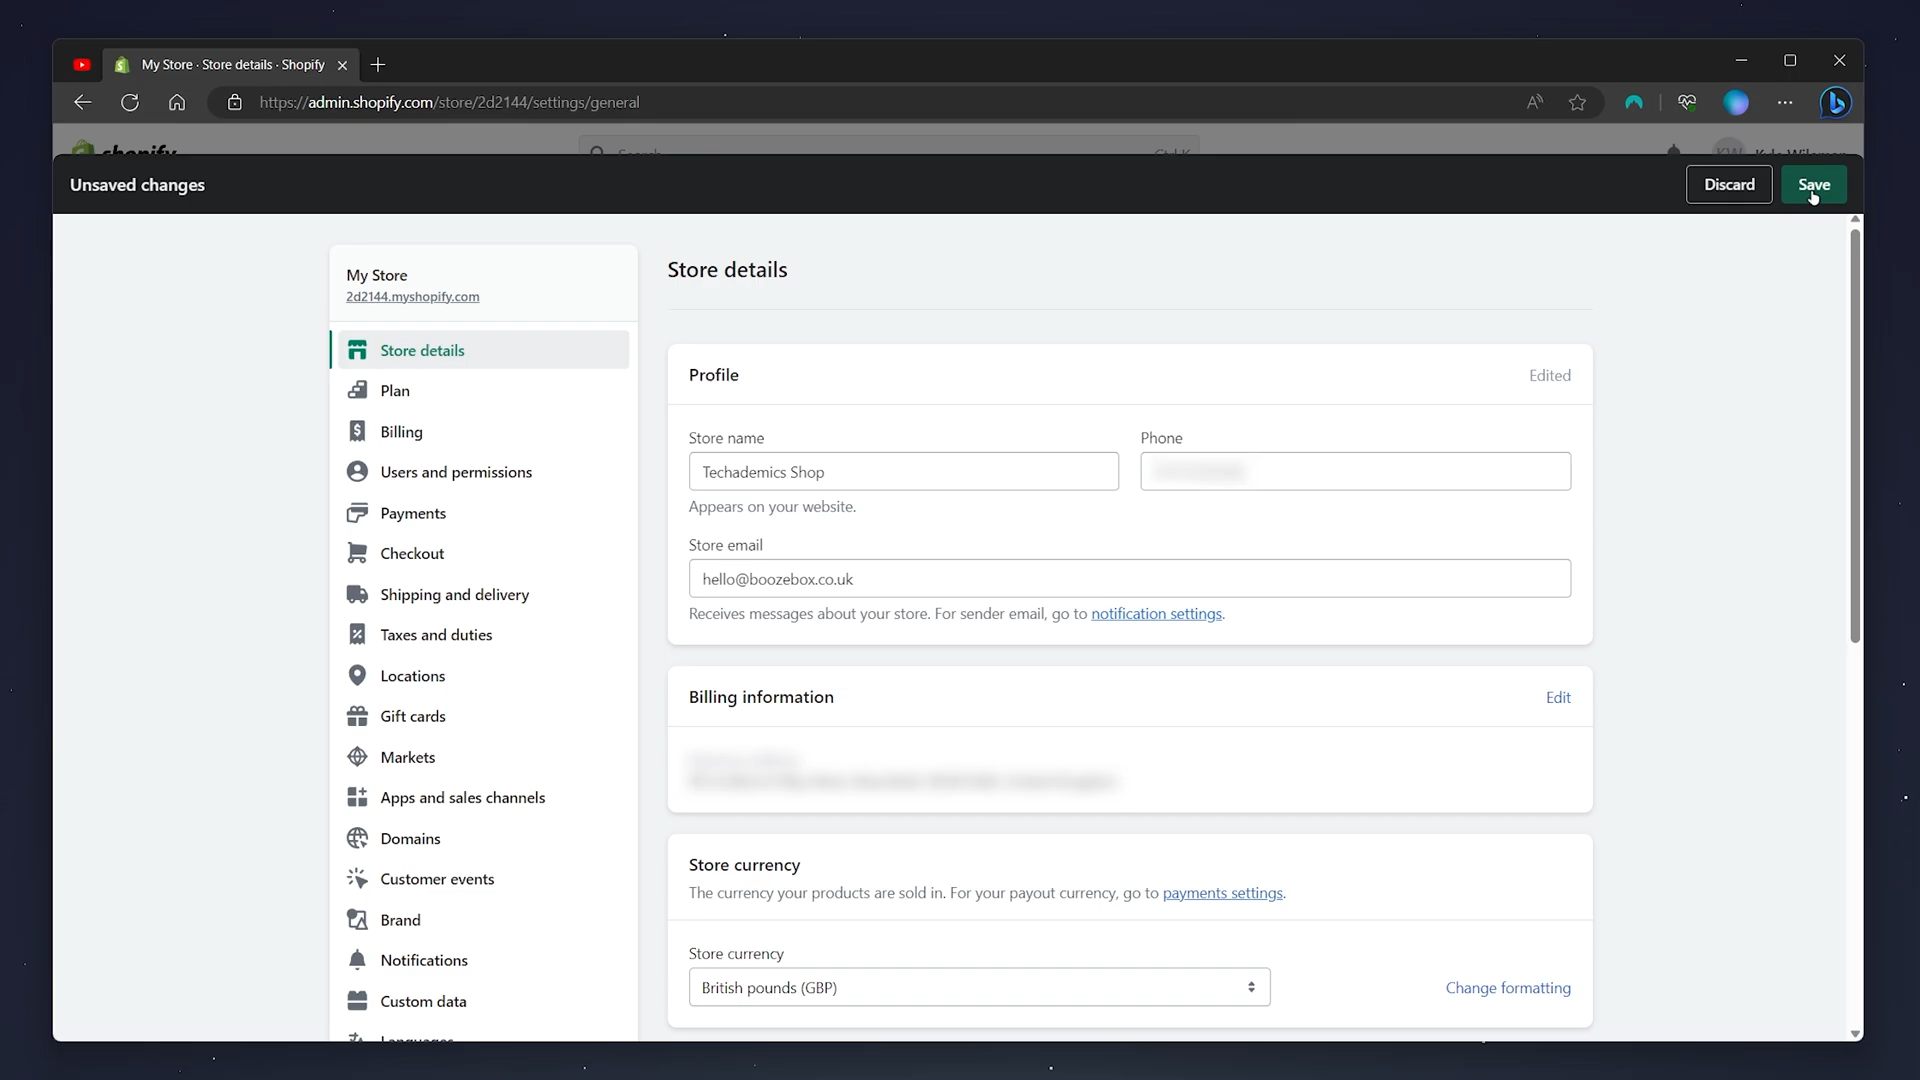 My Store · Store details · Shopify
https://admin.shopify.com/store/2d2144/settings/general
shopify
Search
Ctrl K
KW
Unsaved changes
Discard
Save
My Store
2d2144.myshopify.com
Store details
Plan
Billing
Users and permissions
Payments
Checkout
Shipping and delivery
Taxes and duties
Locations
Gift cards
Markets
Apps and sales channels
Domains
Customer events
Brand
Notifications
Custom data
Languages
Store details
Profile
Edited
Store name
Phone
Techademics Shop
Appears on your website.
Store email
hello@boozebox.co.uk
Receives messages about your store. For sender email, go to notification settings.
Billing information
Edit
Store currency
The currency your products are sold in. For your payout currency, go to payments settings.
Store currency
British pounds (GBP)
Change formatting